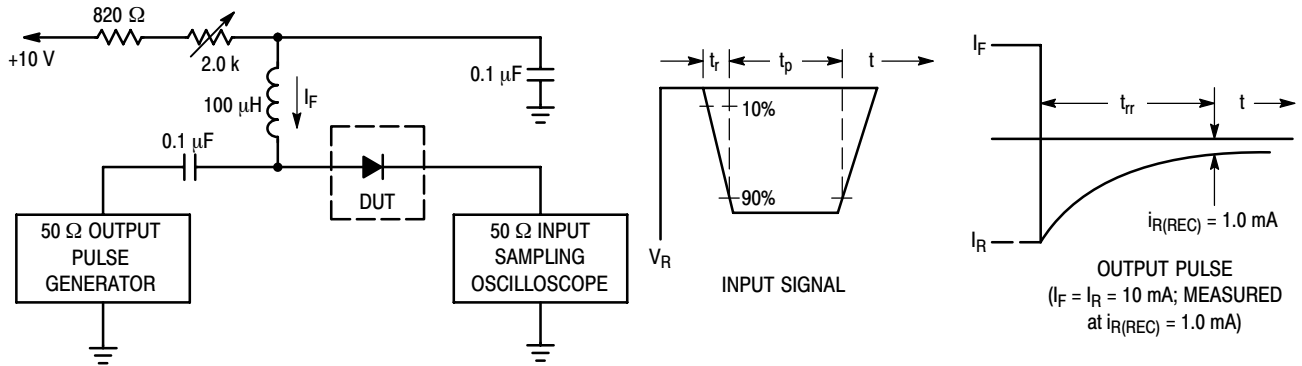 820 Ω
+10 V
2.0 k
100 μH
I_F
0.1 μF
0.1 μF
DUT
50 Ω OUTPUT
PULSE
GENERATOR
50 Ω INPUT
SAMPLING
OSCILLOSCOPE
t_r
t_p
t
10%
90%
V_R
INPUT SIGNAL
I_F
t_rr
t
I_R
i_R(REC) = 1.0 mA
OUTPUT PULSE
(I_F = I_R = 10 mA; MEASURED
at i_R(REC) = 1.0 mA)